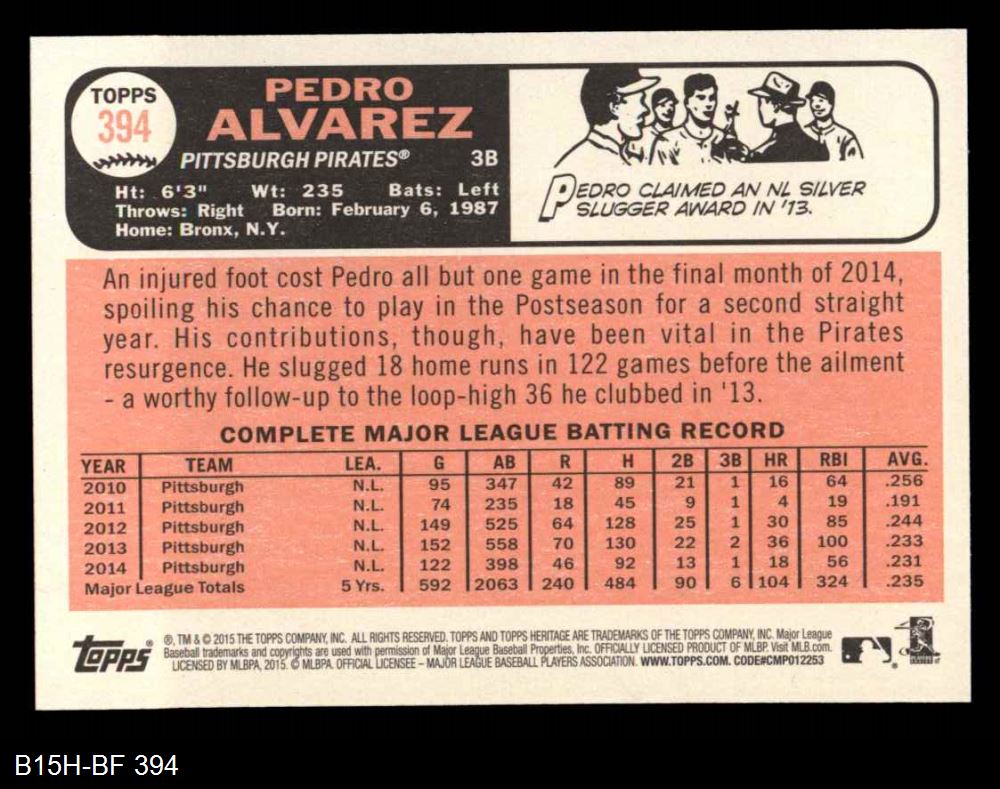 TOPPS
394
PEDRO
ALVAREZ
PITTSBURGH PIRATES® 3B
Ht: 6'3" Wt: 235 Bats: Left
Throws: Right Born: February 6, 1987
Home: Bronx, N.Y.
PEDRO CLAIMED AN NL SILVER
SLUGGER AWARD IN '13.
An injured foot cost Pedro all but one game in the final month of 2014,
spoiling his chance to play in the Postseason for a second straight
year. His contributions, though, have been vital in the Pirates
resurgence. He slugged 18 home runs in 122 games before the ailment
- a worthy follow-up to the loop-high 36 he clubbed in '13.
COMPLETE MAJOR LEAGUE BATTING RECORD
YEAR TEAM LEA. G AB R H 2B 3B HR RBI AVG.
2010 Pittsburgh N.L. 95 347 42 89 21 1 16 64 .256
2011 Pittsburgh N.L. 74 235 18 45 9 1 4 19 .191
2012 Pittsburgh N.L. 149 525 64 128 25 1 30 85 .244
2013 Pittsburgh N.L. 152 558 70 130 22 2 36 100 .233
2014 Pittsburgh N.L. 122 398 46 92 13 1 18 56 .231
Major League Totals 5 Yrs. 592 2063 240 484 90 6 104 324 .235
Topps®
®, TM & © 2015 THE TOPPS COMPANY, INC. ALL RIGHTS RESERVED. TOPPS AND TOPPS HERITAGE ARE TRADEMARKS OF THE TOPPS COMPANY, INC. Major League
Baseball trademarks and copyrights are used with permission of Major League Baseball Properties, Inc. OFFICIALLY LICENSED PRODUCT OF MLBP. Visit MLB.com.
LICENSED BY MLBPA, 2015. © MLBPA. OFFICIAL LICENSEE – MAJOR LEAGUE BASEBALL PLAYERS ASSOCIATION. WWW.TOPPS.COM. CODE#CMP012253
B15H-BF 394